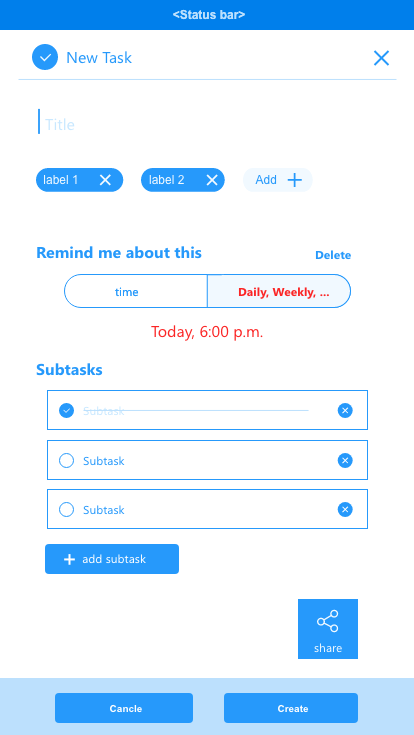 <Status bar>
New Task
Title
label 1
label 2
Add
Remind me about this
Delete
time
Daily, Weekly, ...
Today, 6:00 p.m.
Subtasks
Subtask
Subtask
Subtask
add subtask
share
Cancle
Create